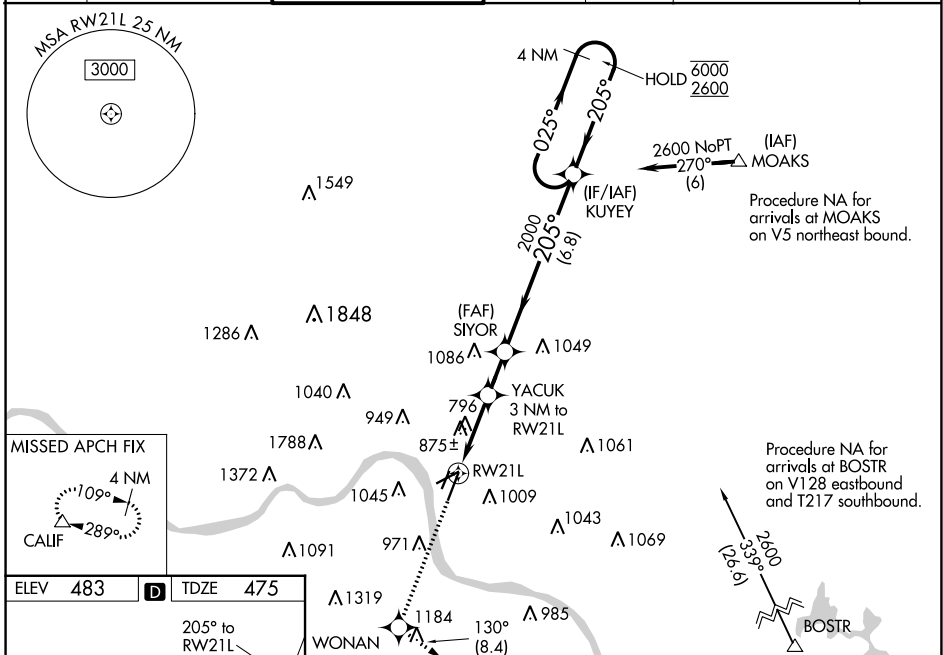 MSA RW21L 25 NM
3000
4 NM
HOLD
6000
2600
025°
205°
2600 NoPT
270°
(6)
(IAF)
MOAKS
(IF/IAF)
KUYEY
Procedure NA for
arrivals at MOAKS
on V5 northeast bound.
1549
2000
205°
(6.8)
1848
1286
(FAF)
SIYOR
1086
1049
1040
YACUK
3 NM to
RW21L
949
796
875±
1788
1061
MISSED APCH FIX
4 NM
109°
289°
CALIF
1372
RW21L
1045
1009
Procedure NA for
arrivals at BOSTR
on V128 eastbound
and T217 southbound.
1043
1069
1091
971
2600
339°
(26.6)
ELEV 483
D
TDZE 475
1319
1184
985
205° to
RW21L
WONAN
130°
(8.4)
BOSTR